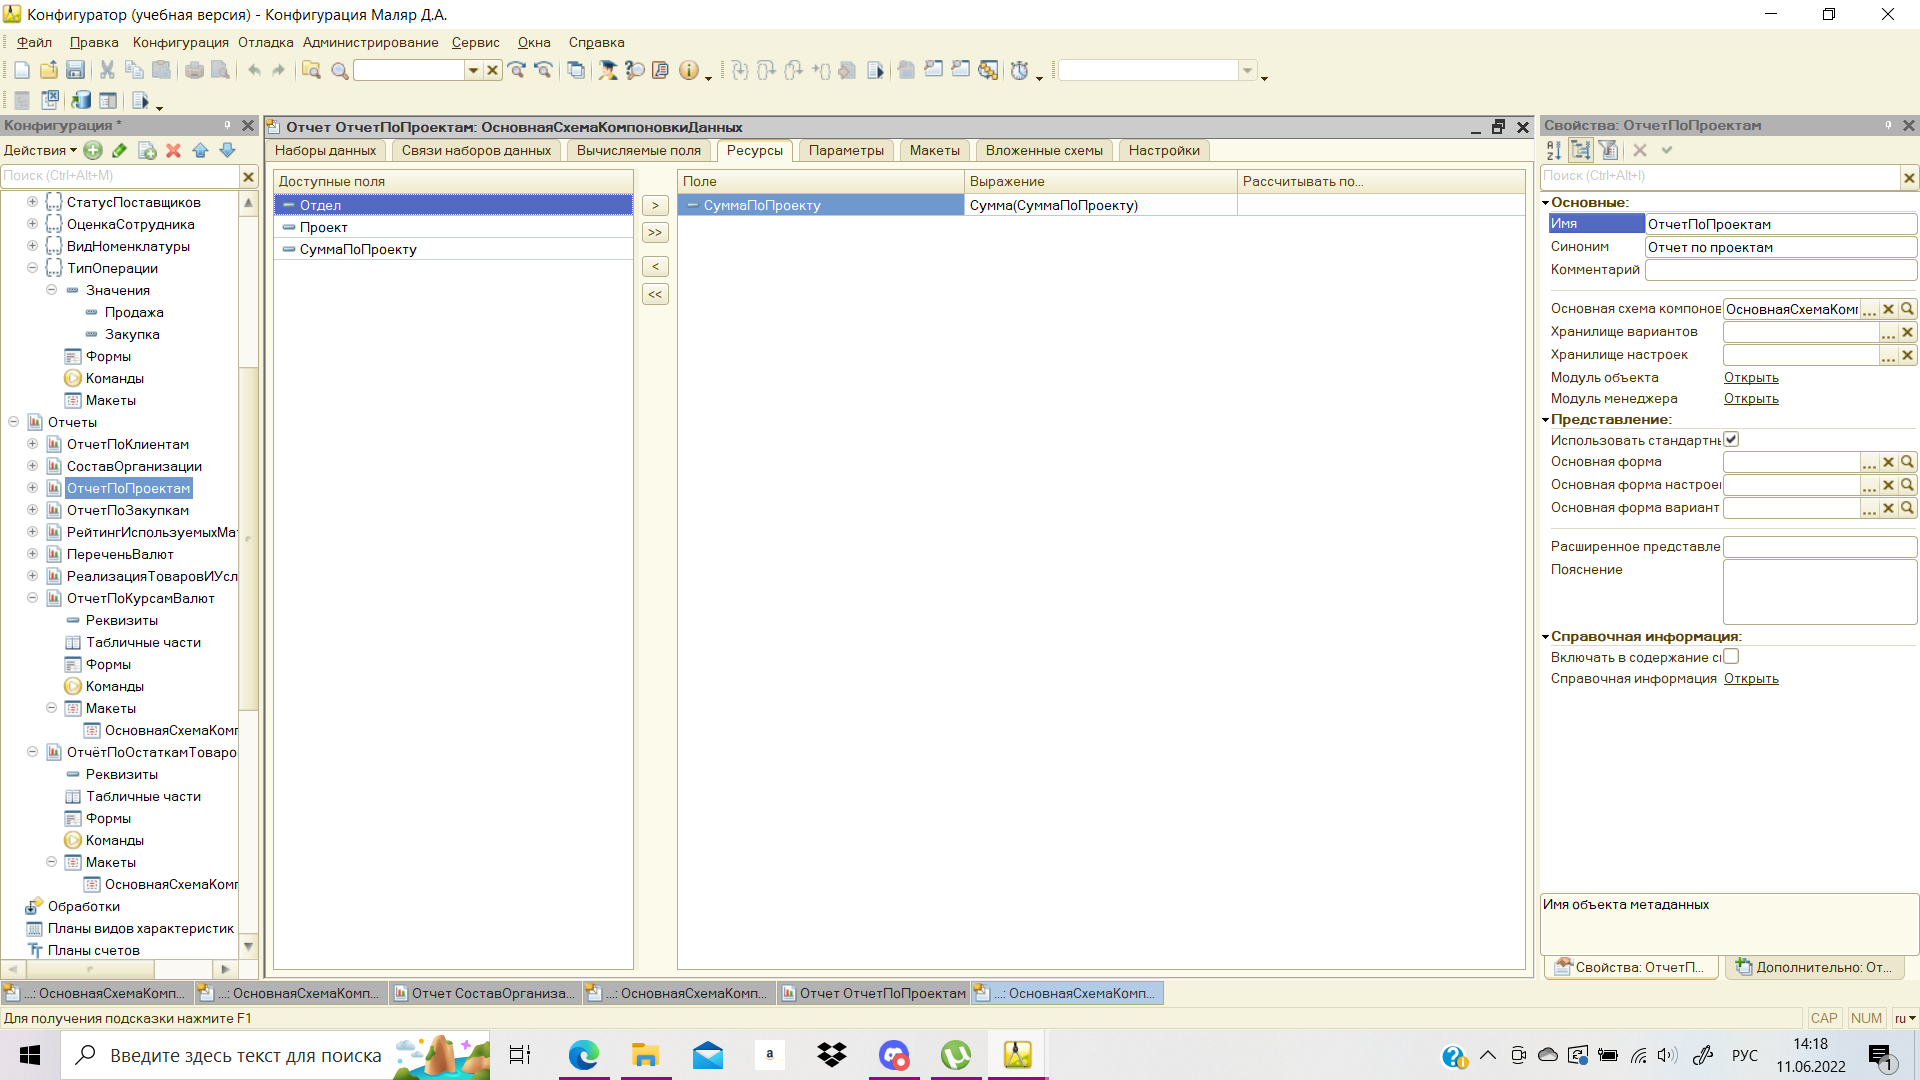 Конфигуратор (учебная версия) - Конфигурация Маляр Д.А.
Файл Правка Конфигурация Отладка Администрирование Сервис Окна Справка
Конфигурация *
Действия
Поиск (Ctrl+Alt+M)
СтатусПоставщиков
ОценкаСотрудника
ВидНоменклатуры
ТипОперации
Значения
Продажа
Закупка
Формы
Команды
Макеты
Отчеты
ОтчетПоКлиентам
СоставОрганизации
ОтчетПоПроектам
ОтчетПоЗакупкам
РейтингИспользуемыхМат
ПереченьВалют
РеализацияТоваровИУсл
ОтчетПоКурсамВалют
Реквизиты
Табличные части
Формы
Команды
Макеты
ОсновнаяСхемаКомп
ОтчётПоОстаткамТоваро
Реквизиты
Табличные части
Формы
Команды
Макеты
ОсновнаяСхемаКомп
Обработки
Планы видов характеристик
Планы счетов
Отчет ОтчетПоПроектам: ОсновнаяСхемаКомпоновкиДанных
Наборы данных Связи наборов данных Вычисляемые поля Ресурсы Параметры Макеты Вложенные схемы Настройки
Доступные поля
Отдел
Проект
СуммаПоПроекту
>
>>
<
<<
Поле Выражение Рассчитывать по...
СуммаПоПроекту Сумма(СуммаПоПроекту)
Свойства: ОтчетПоПроектам
Поиск (Ctrl+Alt+I)
Основные:
Имя ОтчетПоПроектам
Синоним Отчет по проектам
Комментарий
Основная схема компонов ОсновнаяСхемаКомп ...
Хранилище вариантов ...
Хранилище настроек ...
Модуль объекта Открыть
Модуль менеджера Открыть
Представление:
Использовать стандартны
Основная форма ...
Основная форма настроек ...
Основная форма вариант ...
Расширенное представле
Пояснение
Справочная информация:
Включать в содержание с
Справочная информация Открыть
Имя объекта метаданных
Свойства: ОтчетП... Дополнительно: От...
...: ОсновнаяСхемаКомп... ...: ОсновнаяСхемаКомп... Отчет СоставОрганиза... ...: ОсновнаяСхемаКомп... Отчет ОтчетПоПроектам ...: ОсновнаяСхемаКомп...
Для получения подсказки нажмите F1
CAP NUM ru
Введите здесь текст для поиска
a
РУС
14:18
11.06.2022
1